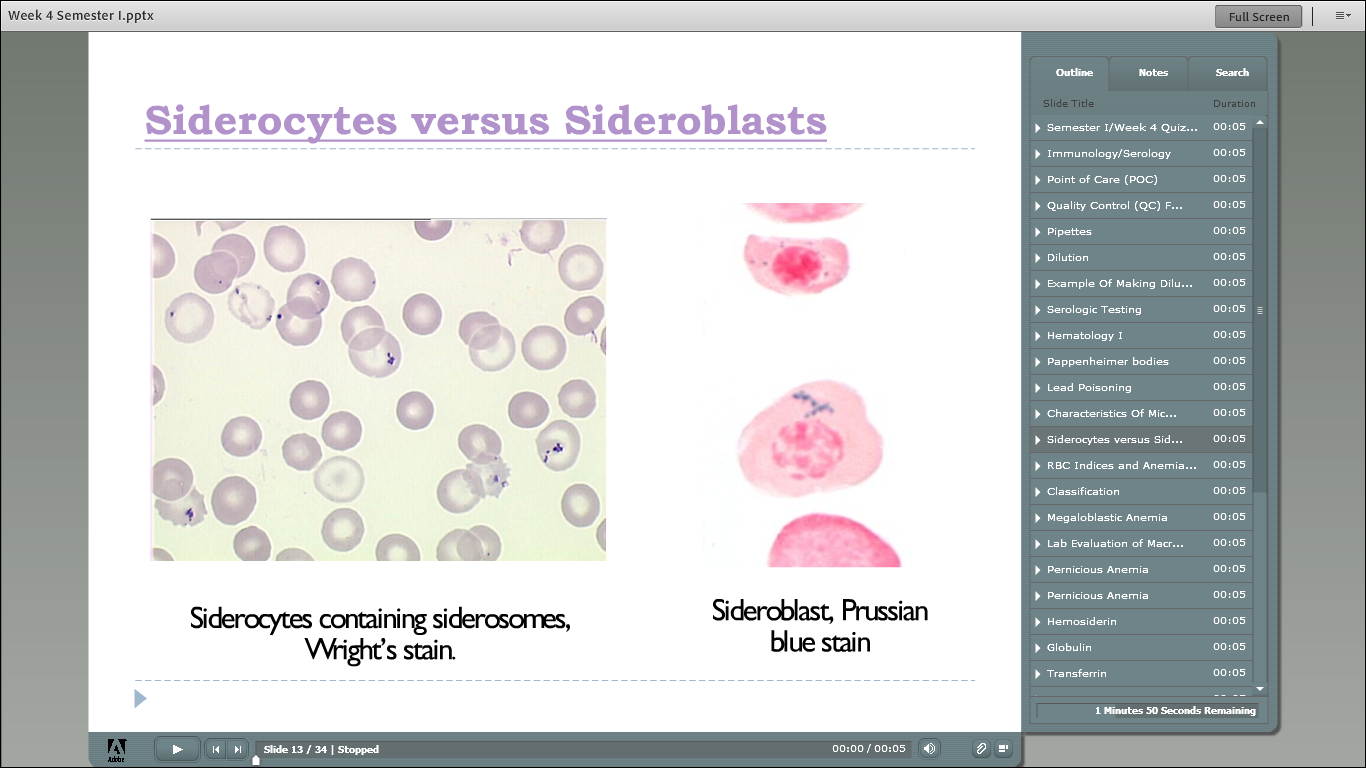 Week 4 Semester I.pptx
Full Screen
Siderocytes versus Sideroblasts
Siderocytes containing siderosomes,
Wright's stain.
Sideroblast, Prussian
blue stain
Outline Notes Search
Slide Title Duration
Semester I/Week 4 Quiz... 00:05
Immunology/Serology 00:05
Point of Care (POC) 00:05
Quality Control (QC) F... 00:05
Pipettes 00:05
Dilution 00:05
Example Of Making Dilu... 00:05
Serologic Testing 00:05
Hematology I 00:05
Pappenheimer bodies 00:05
Lead Poisoning 00:05
Characteristics Of Mic... 00:05
Siderocytes versus Sid... 00:05
RBC Indices and Anemia... 00:05
Classification 00:05
Megaloblastic Anemia 00:05
Lab Evaluation of Macr... 00:05
Pernicious Anemia 00:05
Pernicious Anemia 00:05
Hemosiderin 00:05
Globulin 00:05
Transferrin 00:05
1 Minutes 50 Seconds Remaining
Adobe
Slide 13 / 34 | Stopped
00:00 / 00:05